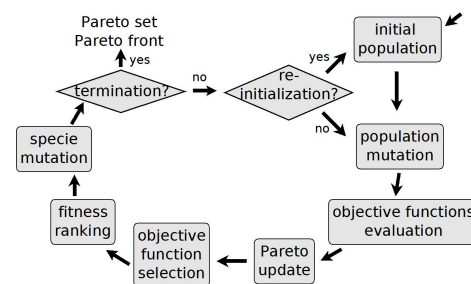 Pareto set
Pareto front
yes
termination?
no
re-
initialization?
yes
no
initial
population
population
mutation
objective functions
evaluation
Pareto
update
objective
function
selection
fitness
ranking
specie
mutation